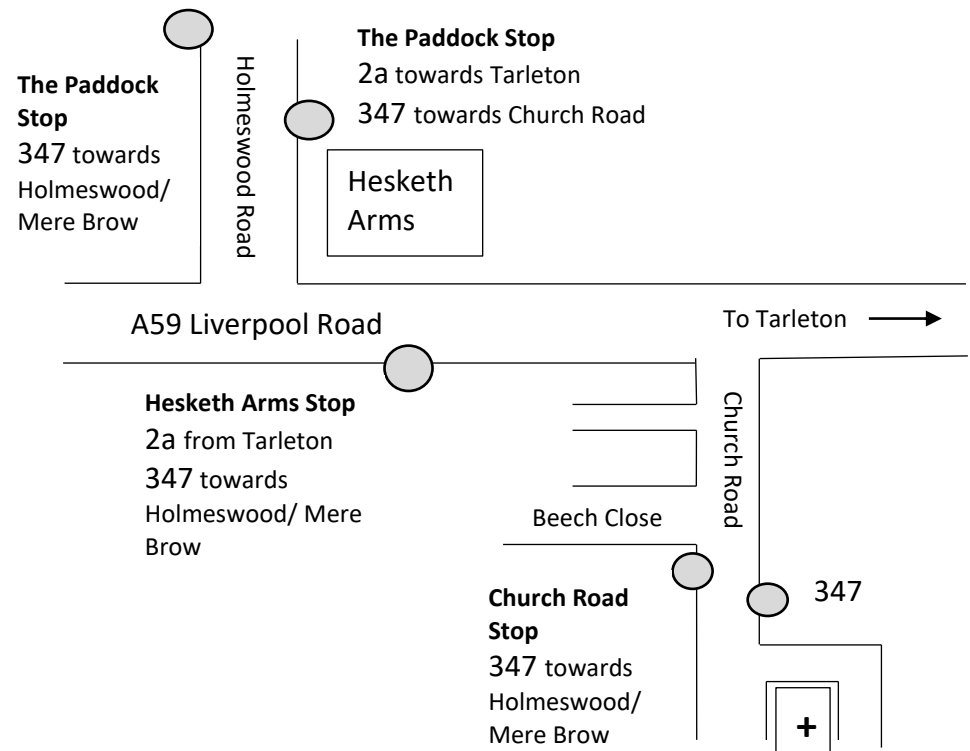 The Paddock
Stop
347 towards
Holmeswood/
Mere Brow
Holmeswood Road
The Paddock Stop
2a towards Tarleton
347 towards Church Road
Hesketh
Arms
A59 Liverpool Road
To Tarleton
Hesketh Arms Stop
2a from Tarleton
347 towards
Holmeswood/ Mere
Brow
Church Road
Beech Close
Church Road
Stop
347 towards
Holmeswood/
Mere Brow
347
+